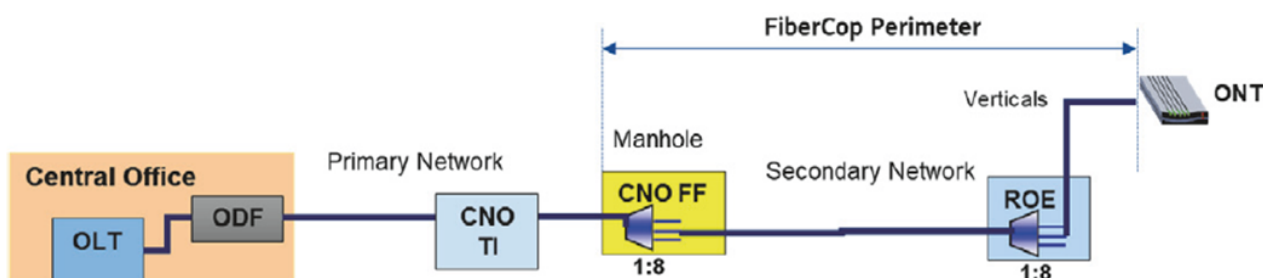 FiberCop Perimeter
Verticals
ONT
Manhole
Primary Network
Secondary Network
Central Office
CNO FF
ROE
ODF
CNO
TI
OLT
1:8
1:8